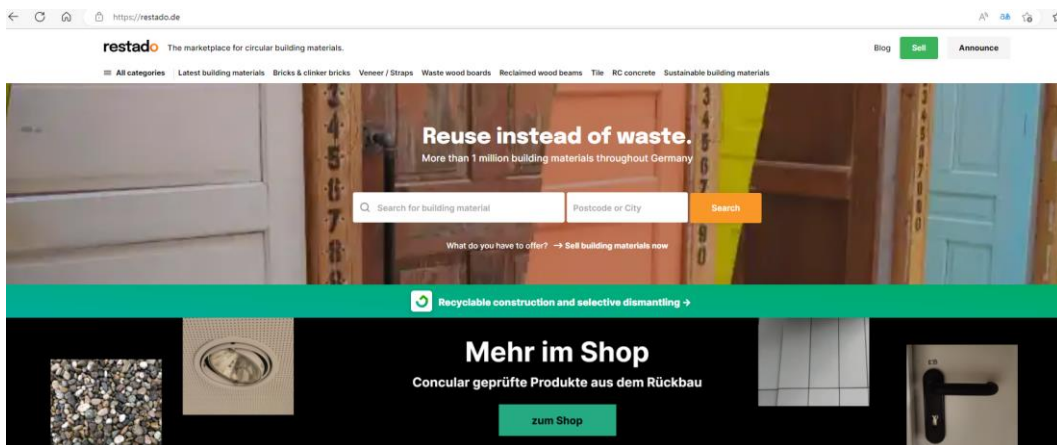 https://restado.de
restado The marketplace for circular building materials.
Blog Sell Announce
All categories Latest building materials Bricks & clinker bricks Veneer / Straps Waste wood boards Reclaimed wood beams Tile RC concrete Sustainable building materials
Reuse instead of waste.
More than 1 million building materials throughout Germany
Search for building material Postcode or City Search
What do you have to offer? → Sell building materials now
Recyclable construction and selective dismantling →
Mehr im Shop
Concular geprüfte Produkte aus dem Rückbau
zum Shop